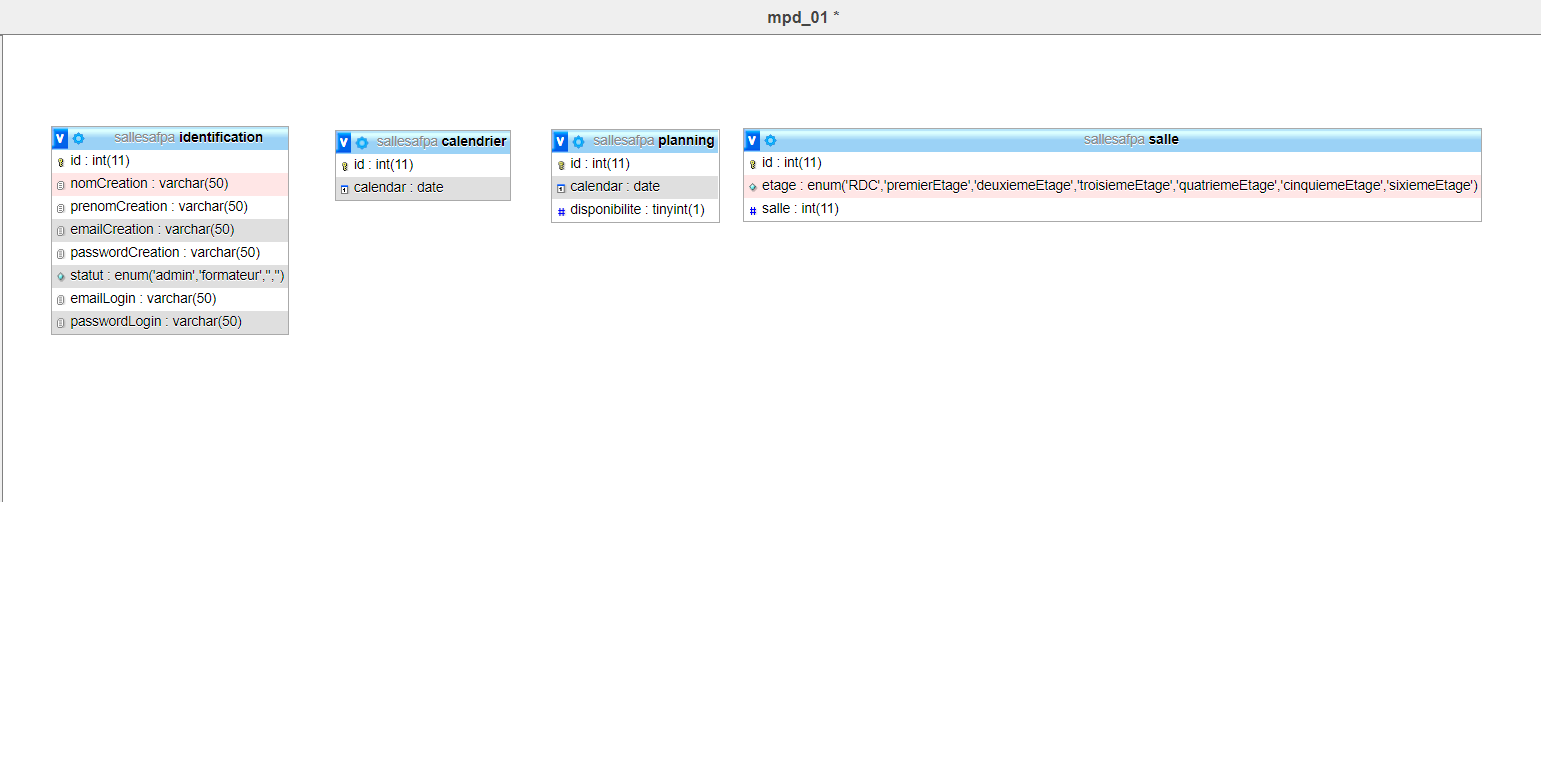 mpd_01 *
v sallesafpa identification
id : int(11)
nomCreation : varchar(50)
prenomCreation : varchar(50)
emailCreation : varchar(50)
passwordCreation : varchar(50)
statut : enum('admin','formateur','','')
emailLogin : varchar(50)
passwordLogin : varchar(50)
v sallesafpa calendrier
id : int(11)
calendar : date
v sallesafpa planning
id : int(11)
calendar : date
# disponibilite : tinyint(1)
v sallesafpa salle
id : int(11)
etage : enum('RDC','premierEtage','deuxiemeEtage','troisiemeEtage','quatriemeEtage','cinquiemeEtage','sixiemeEtage')
# salle : int(11)